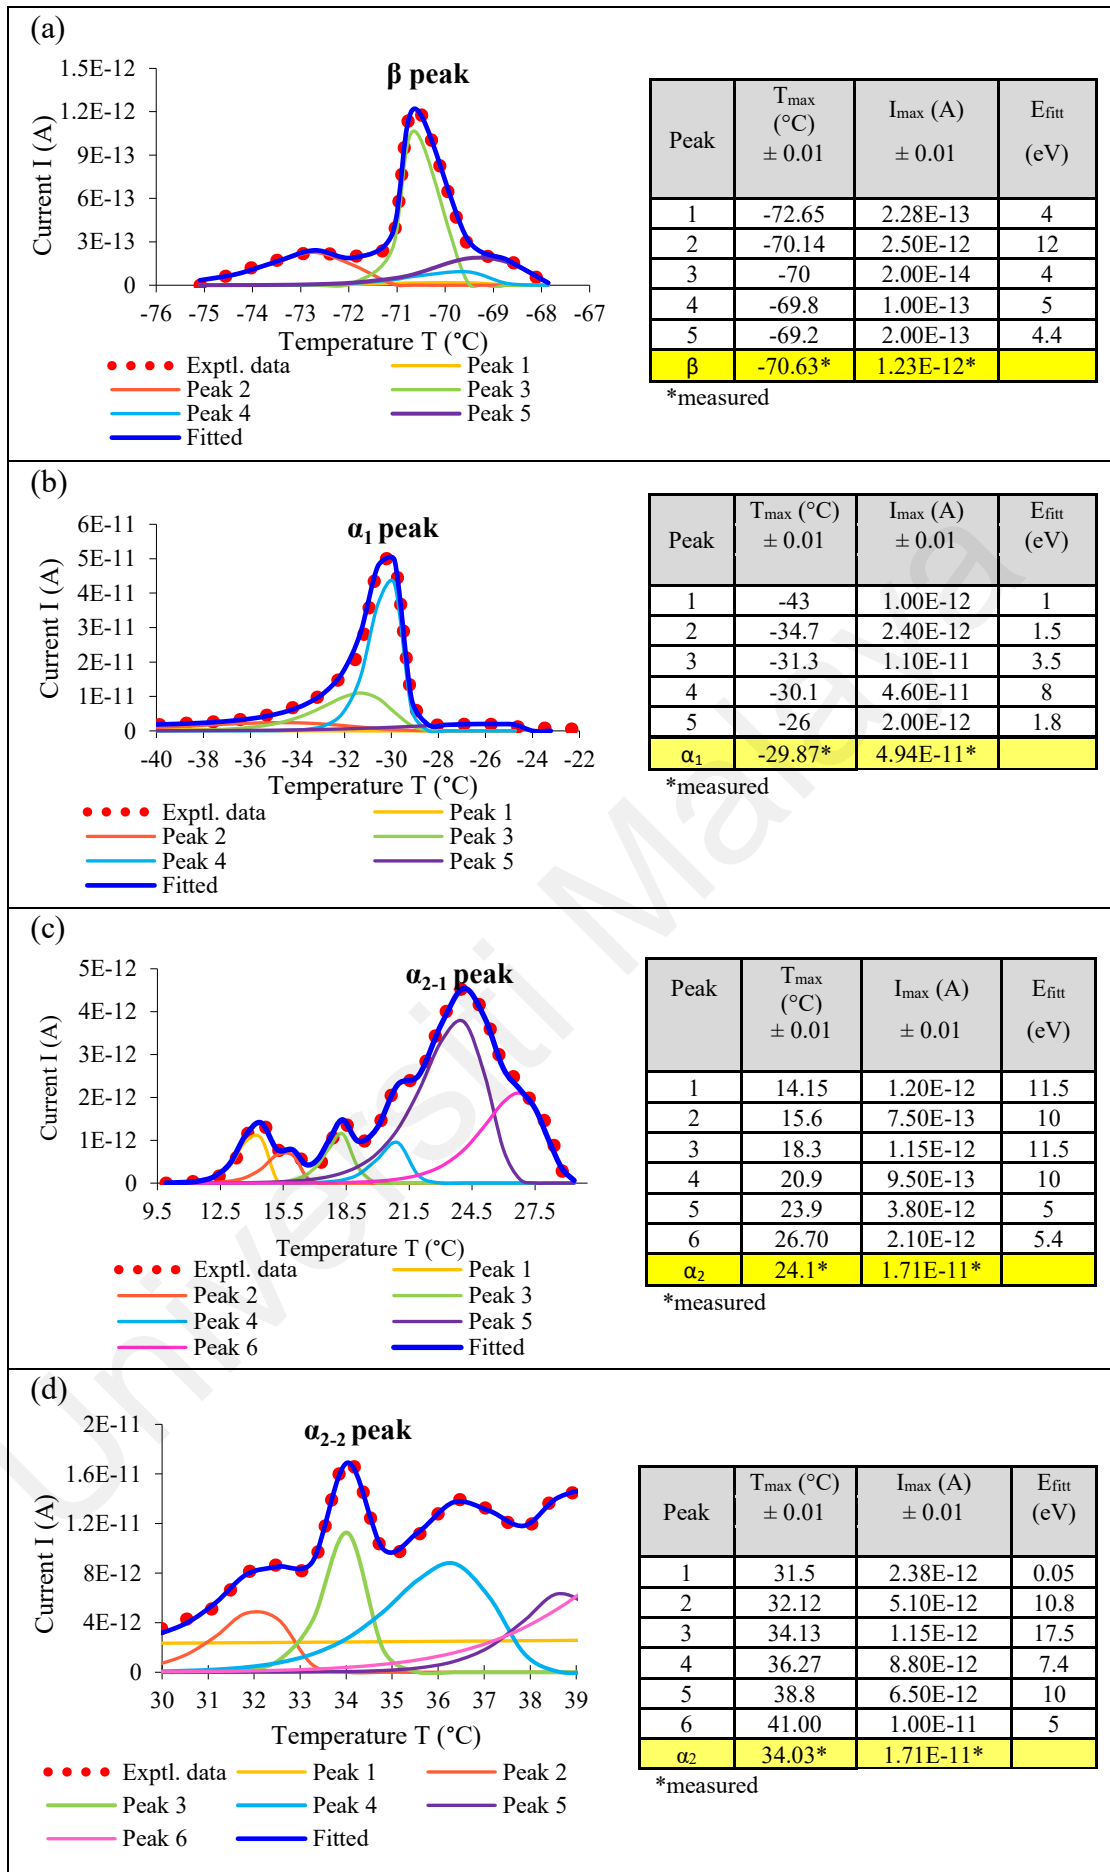 (a)
β peak
1.5E-12
1.2E-12
9E-13
6E-13
3E-13
0
Current I (A)
-76 -75 -74 -73 -72 -71 -70 -69 -68 -67
Temperature T (°C)
Exptl. data Peak 1
Peak 2 Peak 3
Peak 4 Peak 5
Fitted
Peak Tmax (°C) ± 0.01 Imax (A) ± 0.01 Efitt (eV)
1 -72.65 2.28E-13 4
2 -70.14 2.50E-12 12
3 -70 2.00E-14 4
4 -69.8 1.00E-13 5
5 -69.2 2.00E-13 4.4
β -70.63* 1.23E-12*
*measured
(b)
α1 peak
6E-11
5E-11
4E-11
3E-11
2E-11
1E-11
0
Current I (A)
-40 -38 -36 -34 -32 -30 -28 -26 -24 -22
Temperature T (°C)
Exptl. data Peak 1
Peak 2 Peak 3
Peak 4 Peak 5
Fitted
Peak Tmax (°C) ± 0.01 Imax (A) ± 0.01 Efitt (eV)
1 -43 1.00E-12 1
2 -34.7 2.40E-12 1.5
3 -31.3 1.10E-11 3.5
4 -30.1 4.60E-11 8
5 -26 2.00E-12 1.8
α1 -29.87* 4.94E-11*
*measured
(c)
α2-1 peak
5E-12
4E-12
3E-12
2E-12
1E-12
0
Current I (A)
9.5 12.5 15.5 18.5 21.5 24.5 27.5
Temperature T (°C)
Exptl. data Peak 1
Peak 2 Peak 3
Peak 4 Peak 5
Peak 6 Fitted
Peak Tmax (°C) ± 0.01 Imax (A) ± 0.01 Efitt (eV)
1 14.15 1.20E-12 11.5
2 15.6 7.50E-13 10
3 18.3 1.15E-12 11.5
4 20.9 9.50E-13 10
5 23.9 3.80E-12 5
6 26.70 2.10E-12 5.4
α2 24.1* 1.71E-11*
*measured
(d)
α2-2 peak
2E-11
1.6E-11
1.2E-11
8E-12
4E-12
0
Current I (A)
30 31 32 33 34 35 36 37 38 39
Temperature T (°C)
Exptl. data Peak 1 Peak 2
Peak 3 Peak 4 Peak 5
Peak 6 Fitted
Peak Tmax (°C) ± 0.01 Imax (A) ± 0.01 Efitt (eV)
1 31.5 2.38E-12 0.05
2 32.12 5.10E-12 10.8
3 34.13 1.15E-12 17.5
4 36.27 8.80E-12 7.4
5 38.8 6.50E-12 10
6 41.00 1.00E-11 5
α2 34.03* 1.71E-11*
*measured
Universiti Malaya